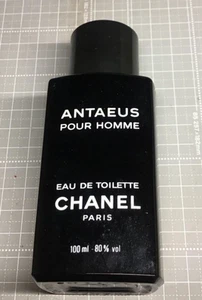 ANTAEUS
POUR HOMME
EAU DE TOILETTE
CHANEL
PARIS
100 ml - 80% vol